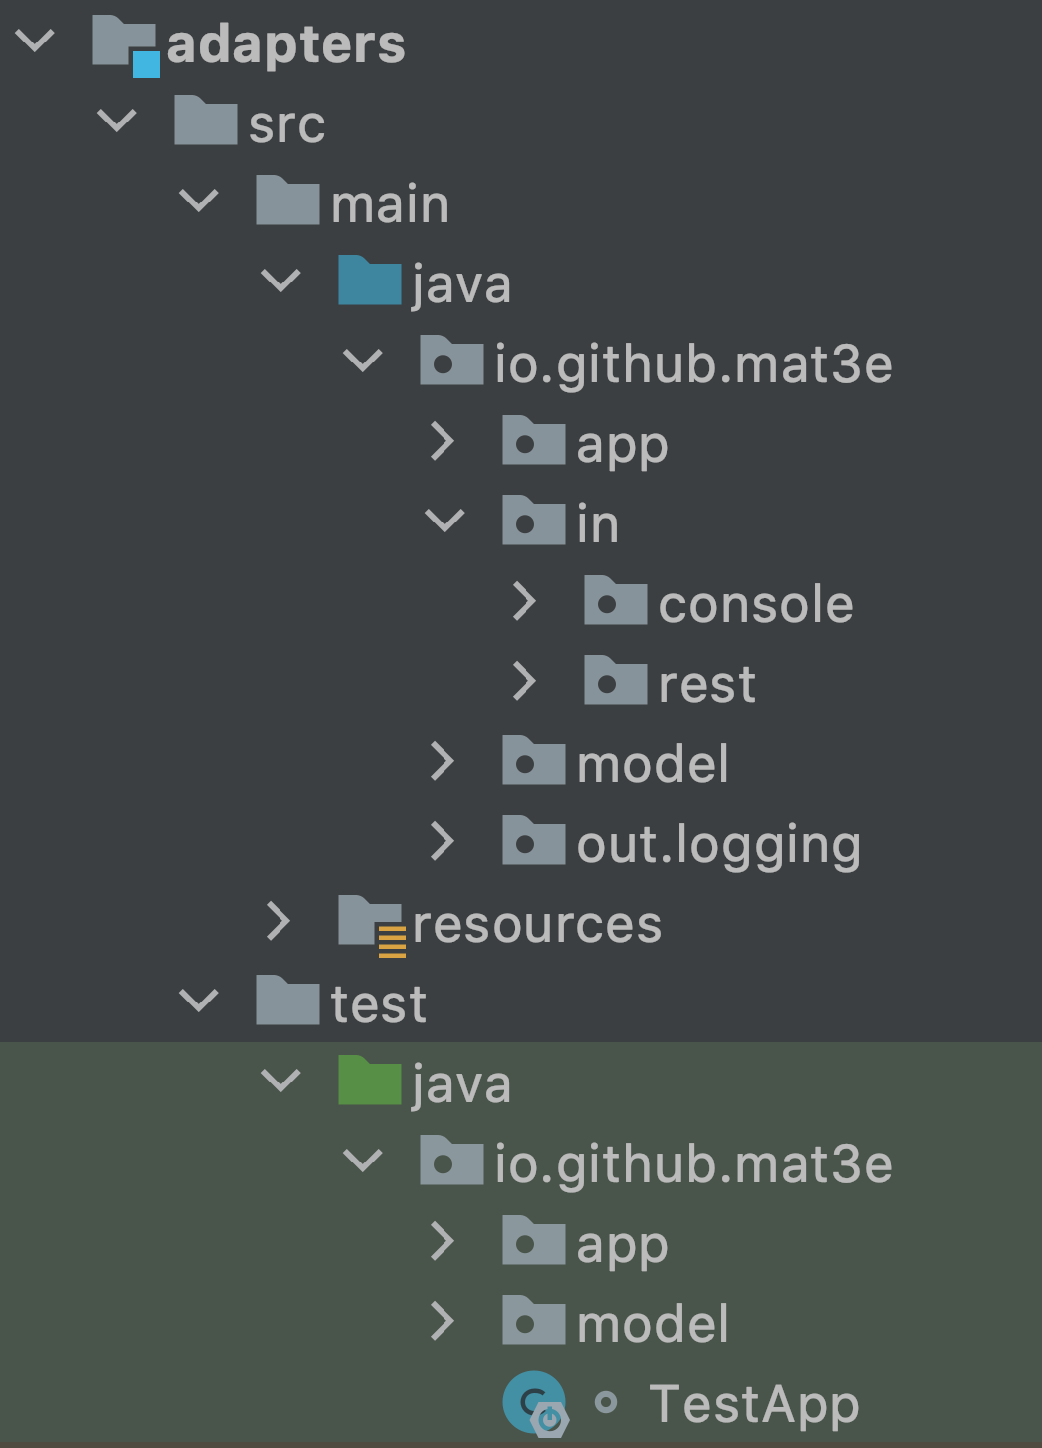 adapters
src
main
java
io.github.mat3e
app
in
console
rest
model
out.logging
resources
test
java
io.github.mat3e
app
model
TestApp